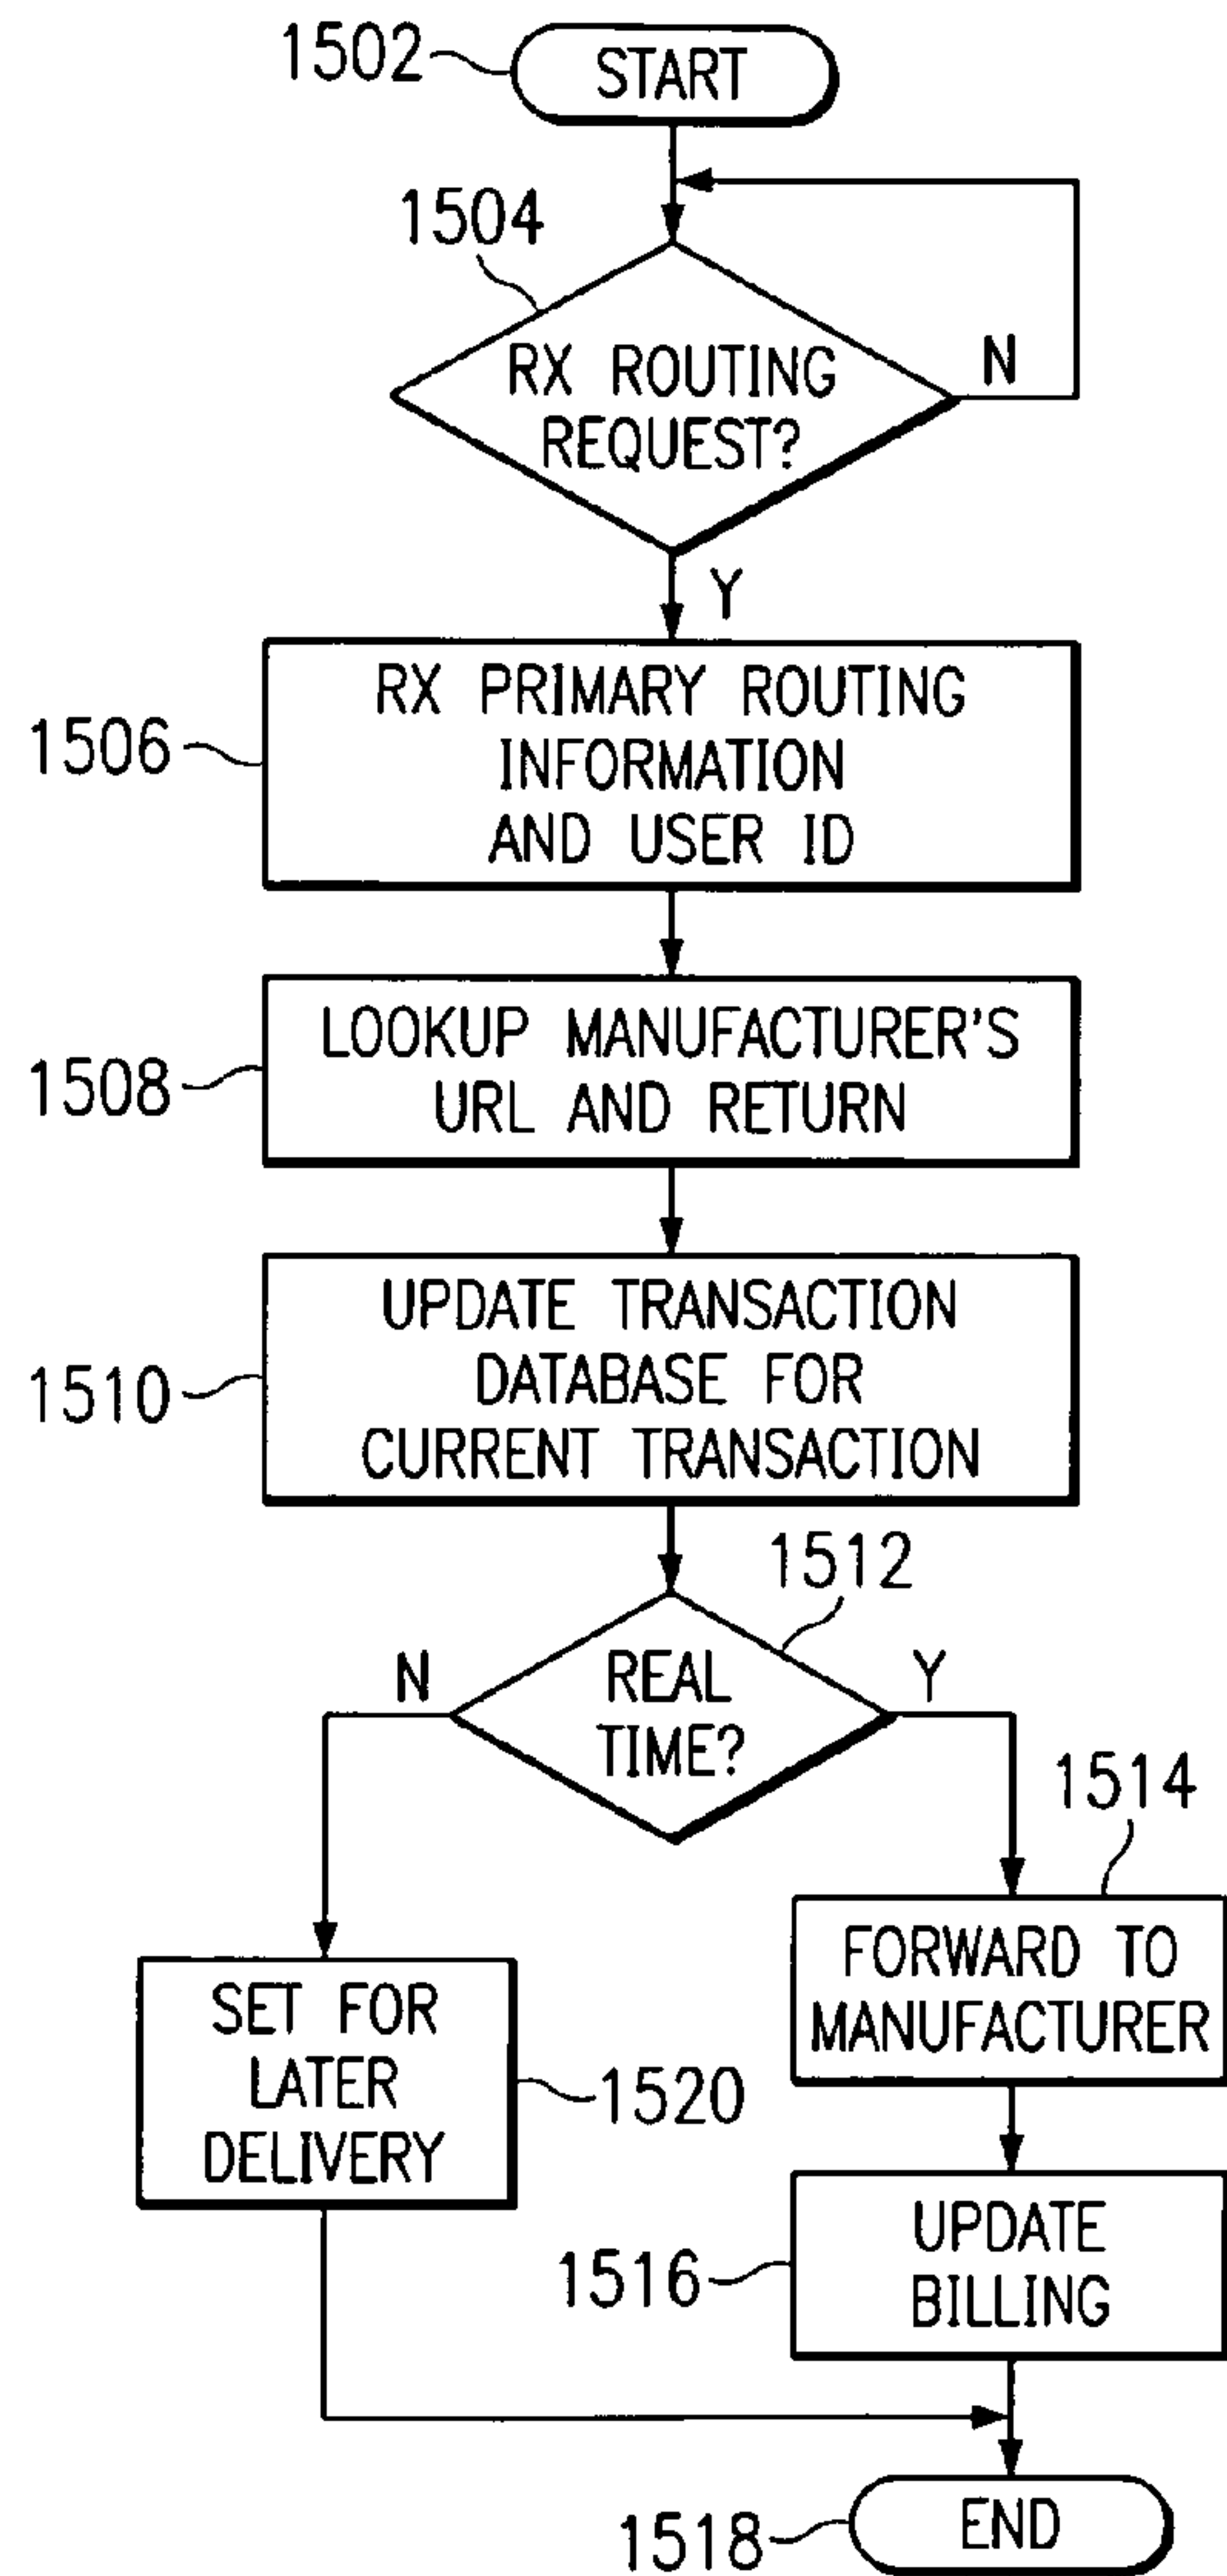 1502
START
1504
RX ROUTING
REQUEST?
N
Y
1506
RX PRIMARY ROUTING
INFORMATION
AND USER ID
1508
LOOKUP MANUFACTURER'S
URL AND RETURN
1510
UPDATE TRANSACTION
DATABASE FOR
CURRENT TRANSACTION
1512
N
REAL
TIME?
Y
1514
FORWARD TO
MANUFACTURER
SET FOR
LATER
DELIVERY
1520
1516
UPDATE
BILLING
1518
END